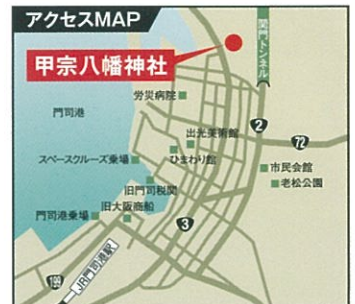 アクセスMAP
甲宗八幡神社
関門トンネル
労災病院
門司港
出光美術館
2
72
スペースクルーズ乗場
ひまわり館
市民会館
旧門司税関
老松公園
旧大阪商船
門司港乗場
3
JR門司港駅
199